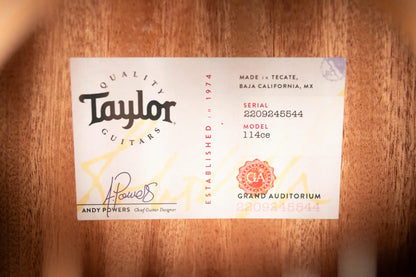 QUALITY
Taylor
GUITARS
ANDY POWERS Chief Guitar Designer
ESTABLISHED in 1974
MADE in TECATE,
BAJA CALIFORNIA, MX
SERIAL
2209245544
MODEL
114ce
GA
GRAND AUDITORIUM
2209245544